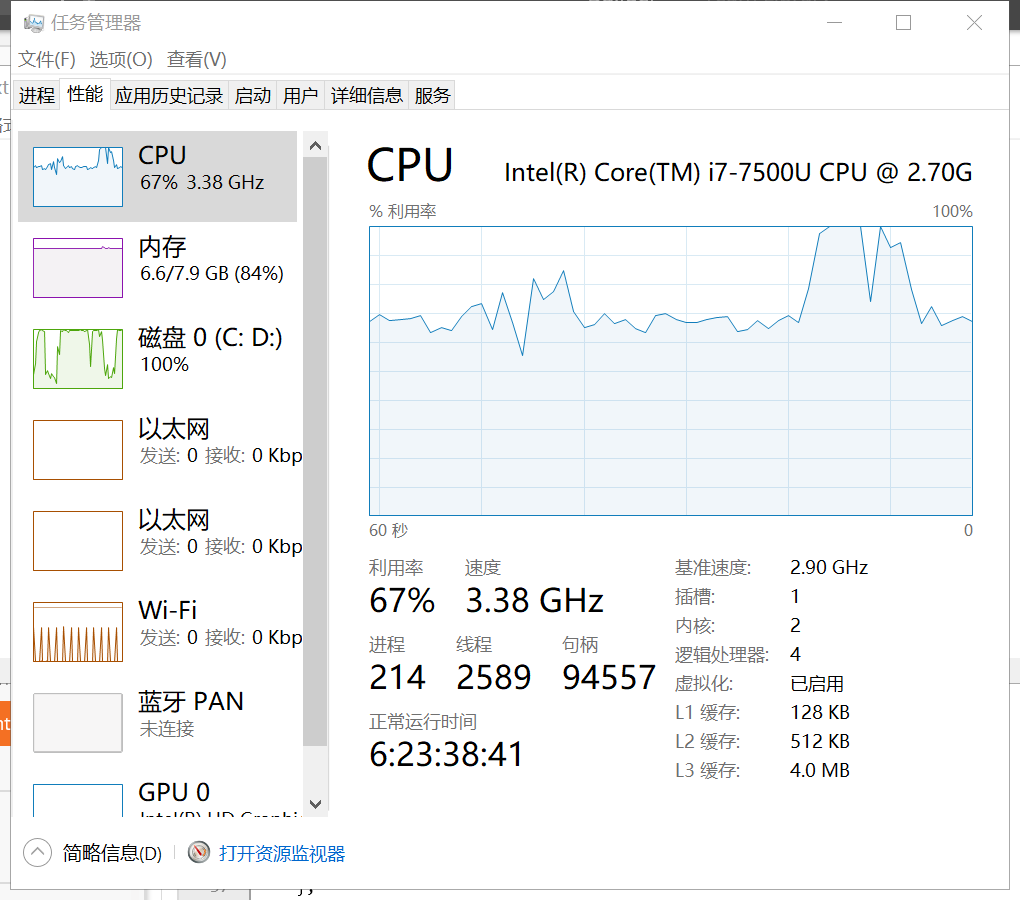 任务管理器
文件(F) 选项(O) 查看(V)
进程 性能 应用历史记录 启动 用户 详细信息 服务
CPU
67% 3.38 GHz
内存
6.6/7.9 GB (84%)
磁盘 0 (C: D:)
100%
以太网
发送: 0 接收: 0 Kbp
以太网
发送: 0 接收: 0 Kbp
Wi-Fi
发送: 0 接收: 0 Kbp
蓝牙 PAN
未连接
GPU 0
Intel(R) HD Graphi
CPU
Intel(R) Core(TM) i7-7500U CPU @ 2.70G
% 利用率 100%
60 秒 0
利用率 速度
67% 3.38 GHz
进程 线程 句柄
214 2589 94557
正常运行时间
6:23:38:41
基准速度: 2.90 GHz
插槽: 1
内核: 2
逻辑处理器: 4
虚拟化: 已启用
L1 缓存: 128 KB
L2 缓存: 512 KB
L3 缓存: 4.0 MB
简略信息(D) 打开资源监视器